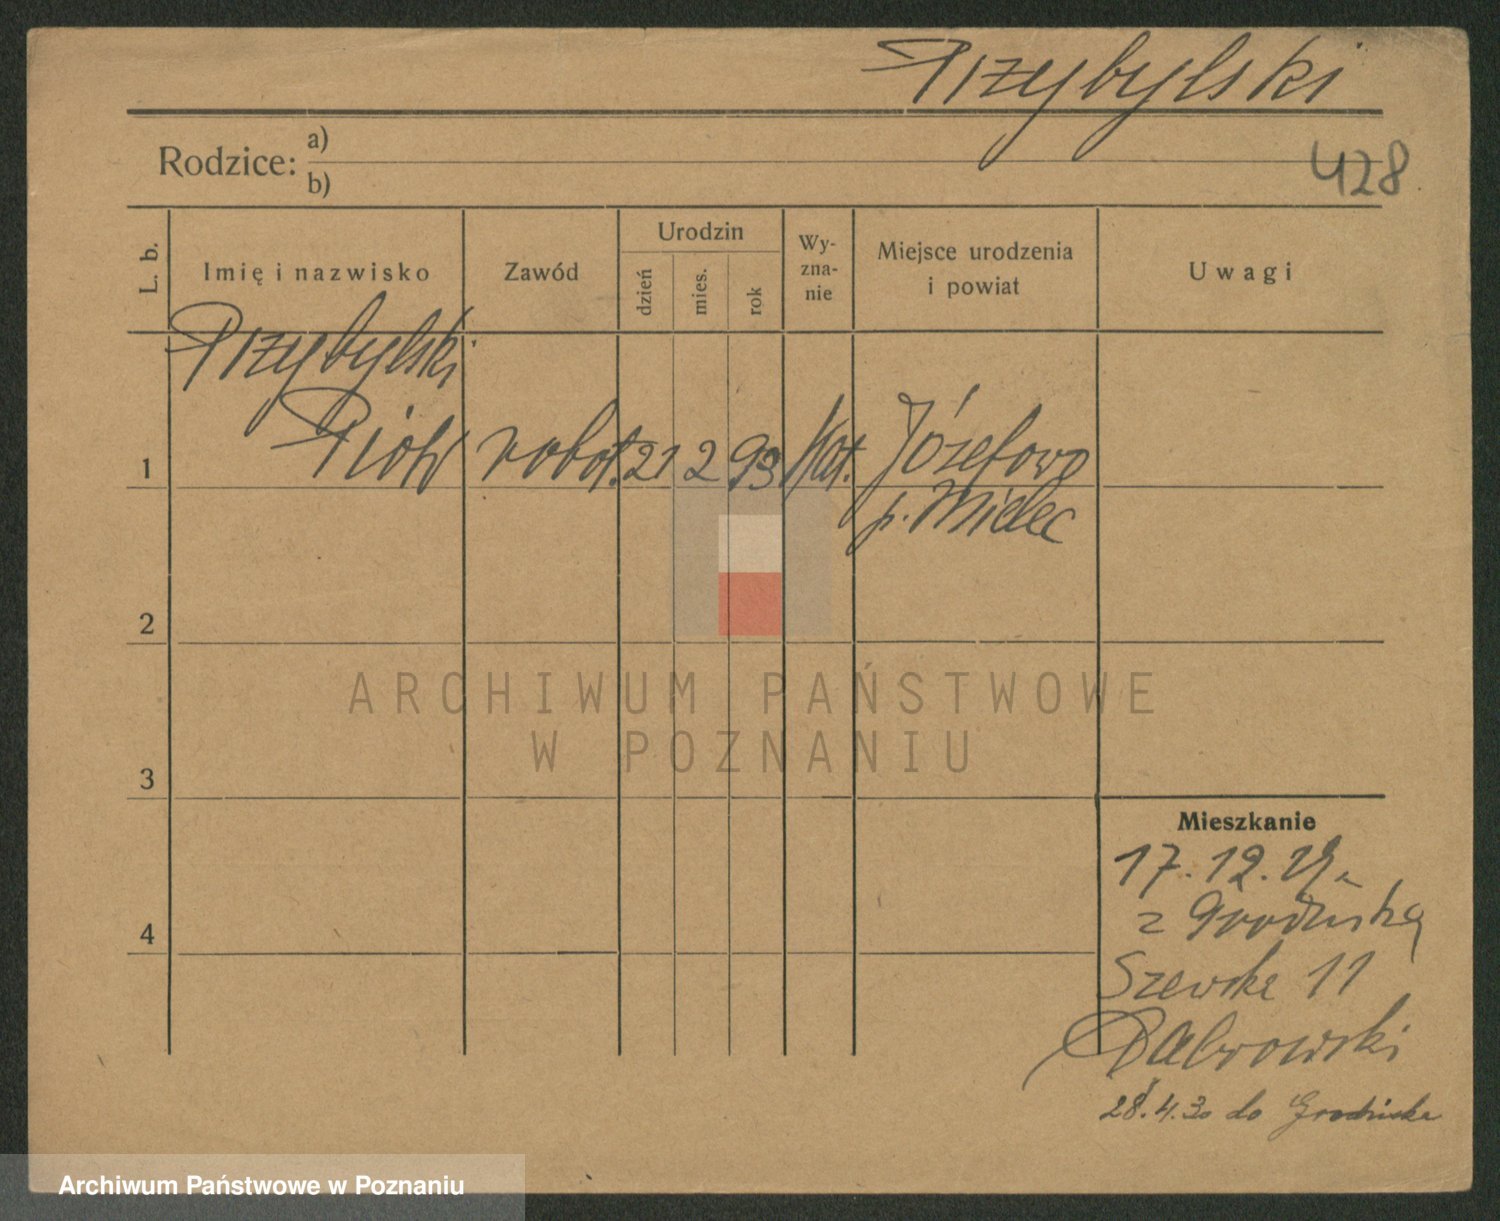 Przybylski
Rodzice: a)
b)
428
L. b.
Imię i nazwisko
Zawód
Urodzin
dzień
mies.
rok
Wy-
zna-
nie
Miejsce urodzenia
i powiat
Uwagi
Przybylski
1 Piotr robot. 21 2 93 kat. Józefowo
p. Mielec
2
3
4
Mieszkanie
17.12.29.
z Grodziska
Szewska 11
Dabrowski
28.4.30 do Grodziska
ARCHIWUM PAŃSTWOWE
W POZNANIU
Archiwum Państwowe w Poznaniu